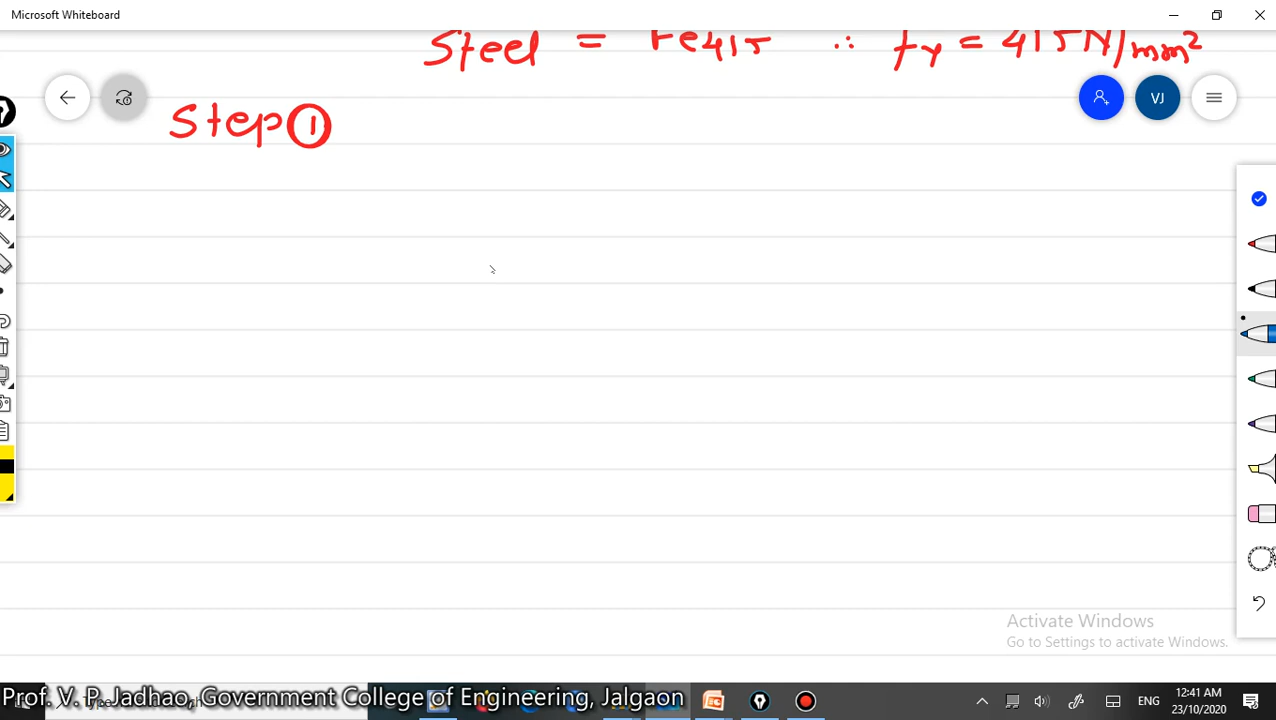 Microsoft Whiteboard
Steel = Fe415 ∴ fy = 415N/mm²
Step ①
VJ
Activate Windows
Go to Settings to activate Windows.
Prof. V. P.Jadhao, Government College of Engineering, Jalgaon
ENG
12:41 AM
23/10/2020